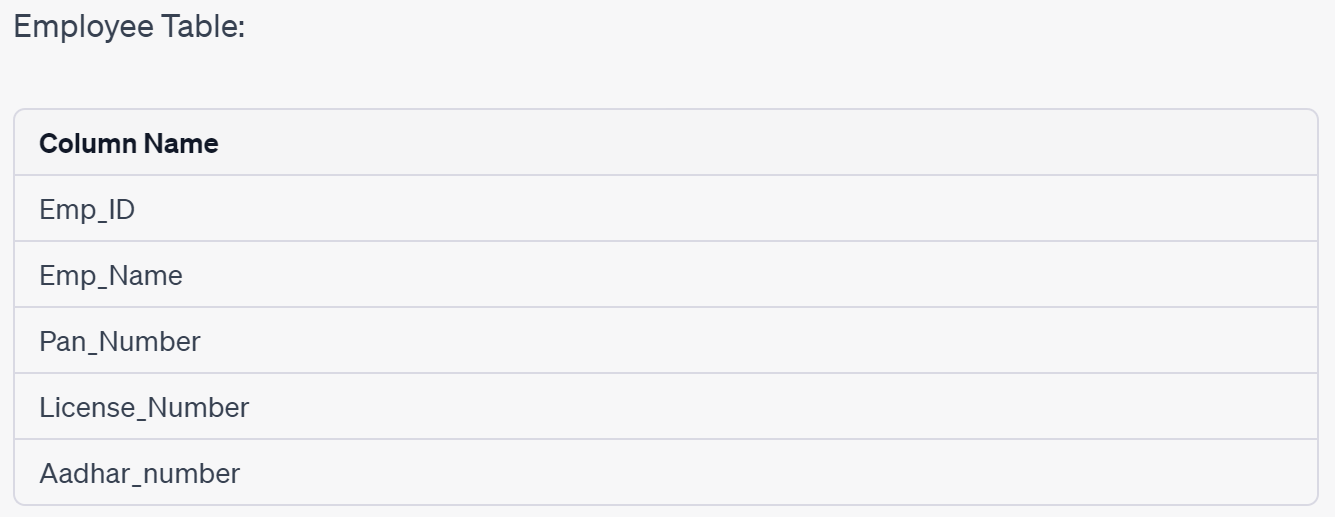 Employee Table:
Column Name
Emp_ID
Emp_Name
Pan_Number
License_Number
Aadhar_number